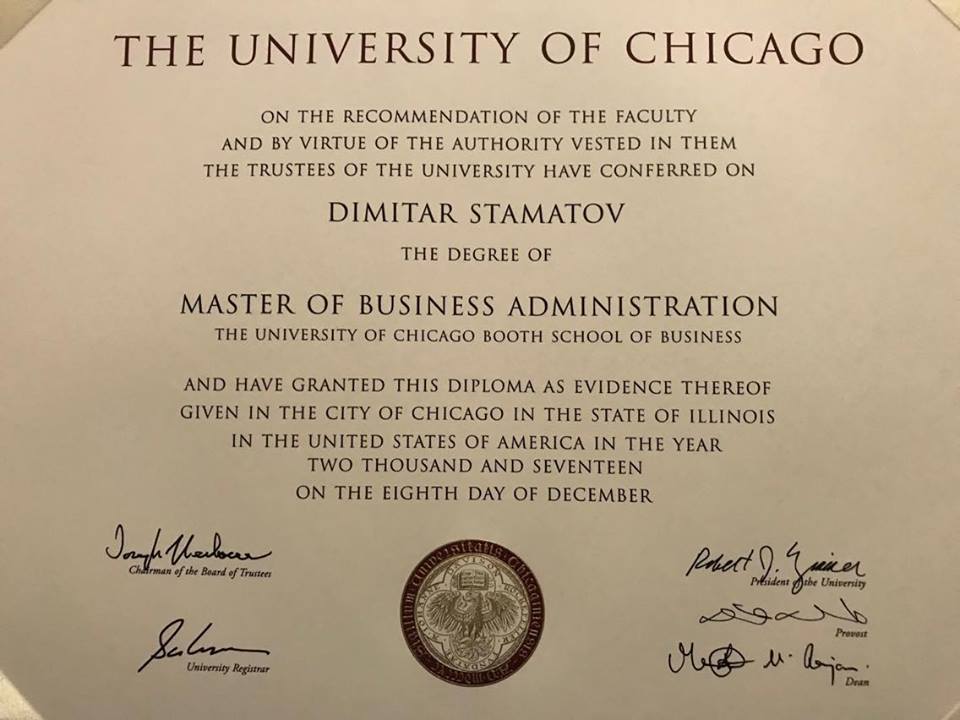 THE UNIVERSITY OF CHICAGO
ON THE RECOMMENDATION OF THE FACULTY
AND BY VIRTUE OF THE AUTHORITY VESTED IN THEM
THE TRUSTEES OF THE UNIVERSITY HAVE CONFERRED ON
DIMITAR STAMATOV
THE DEGREE OF
MASTER OF BUSINESS ADMINISTRATION
THE UNIVERSITY OF CHICAGO BOOTH SCHOOL OF BUSINESS
AND HAVE GRANTED THIS DIPLOMA AS EVIDENCE THEREOF
GIVEN IN THE CITY OF CHICAGO IN THE STATE OF ILLINOIS
IN THE UNITED STATES OF AMERICA IN THE YEAR
TWO THOUSAND AND SEVENTEEN
ON THE EIGHTH DAY OF DECEMBER
Chairman of the Board of Trustees
Robert J.
President of the University
Provost
University Registrar
Dean